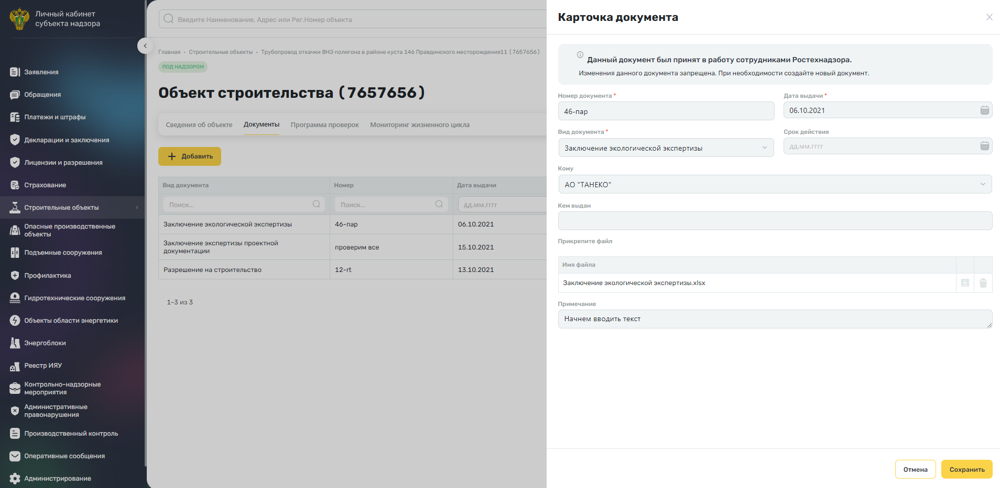 Личный кабинет
субъекта надзора
Заявления
Обращения
Платежи и штрафы
Декларации и заключения
Лицензии и разрешения
Страхование
Строительные объекты
Опасные производственные
объекты
Подъемные сооружения
Профилактика
Гидротехнические сооружения
Объекты области энергетики
Энергоблоки
Реестр ИЯУ
Контрольно-надзорные
мероприятия
Административные
правонарушения
Производственный контроль
Оперативные сообщения
Администрирование
Введите Наименование, Адрес или Рег.Номер объекта
Главная • Строительные объекты • Трубопровод откачки ВНЭ полигона в районе куста 146 Правдинского месторождения11 (7657656)
ПОД НАДЗОРОМ
Объект строительства (7657656)
Сведения об объекте Документы Программа проверок Мониторинг жизненного цикла
Добавить
Вид документа Номер Дата выдачи
Поиск... Поиск... дд.мм.гггг
Заключение экологической экспертизы 46-пар 06.10.2021
Заключение экспертизы проектной
документации проверим все 15.10.2021
Разрешение на строительство 12-rt 13.10.2021
1-3 из 3
Карточка документа
Данный документ был принят в работу сотрудниками Ростехнадзора.
Изменения данного документа запрещена. При необходимости создайте новый документ.
Номер документа * Дата выдачи *
46-пар 06.10.2021
Вид документа * Срок действия
Заключение экологической экспертизы дд.мм.гггг
Кому
АО "ТАНЕКО"
Кем выдан
Прикрепите файл
Имя файла
Заключение экологической экспертизы.xlsx
Примечание
Начнем вводить текст
Отмена Сохранить